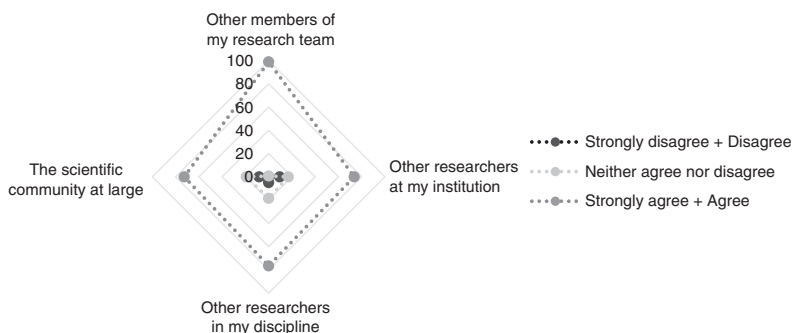 Other members of
my research team
100
80
60
40
20
0
The scientific
community at large
Other researchers
at my institution
Other researchers
in my discipline
Strongly disagree + Disagree
Neither agree nor disagree
Strongly agree + Agree